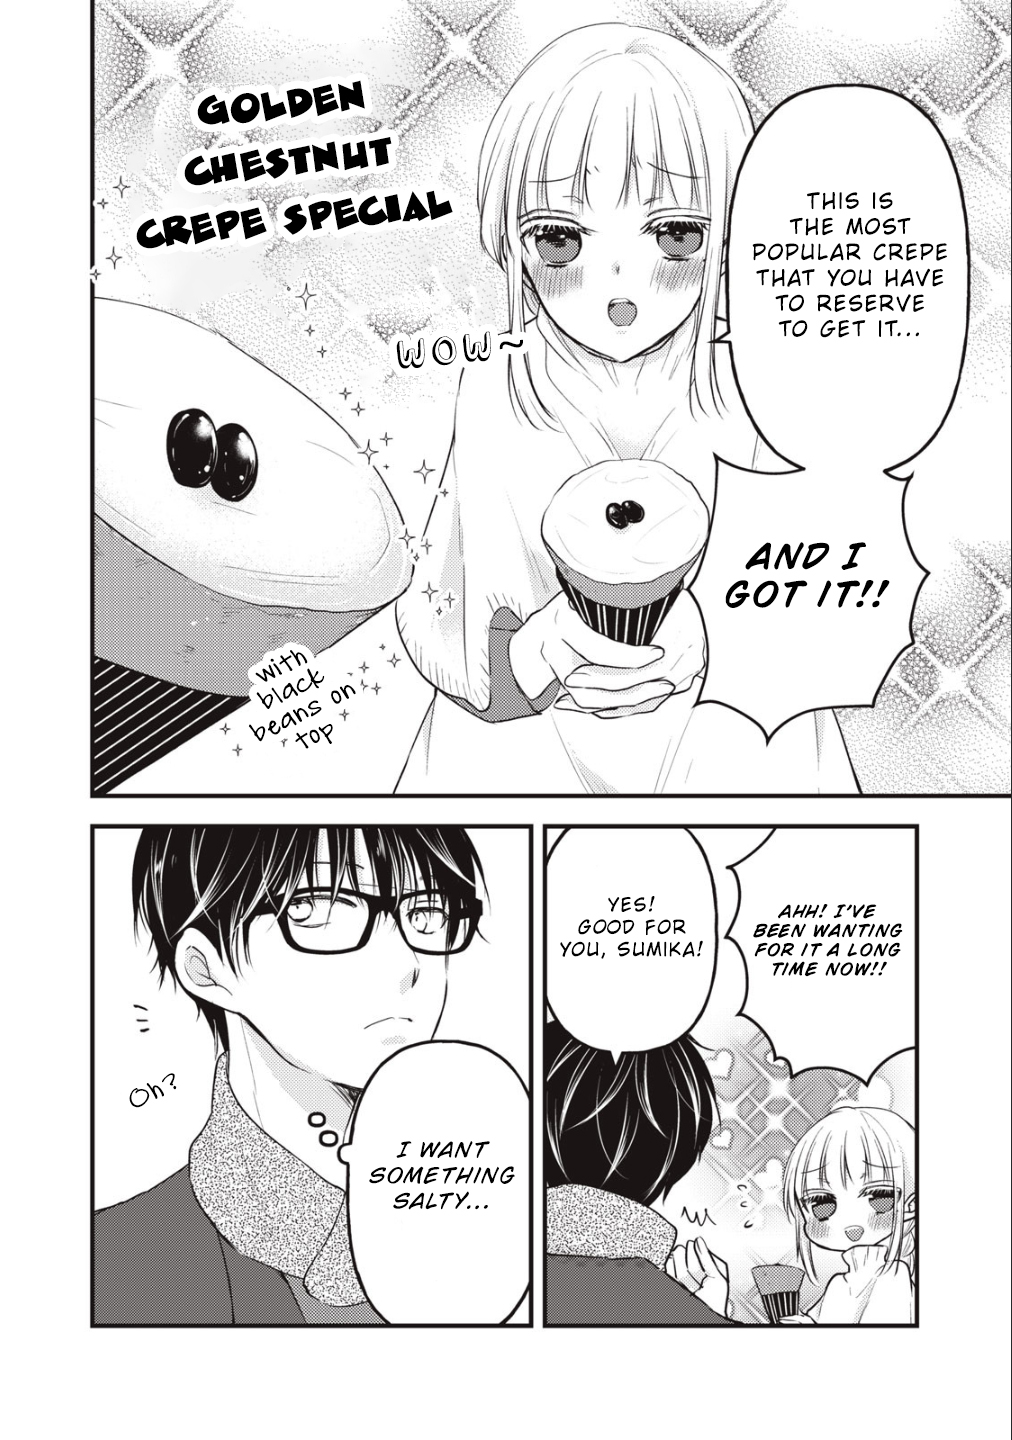 THIS IS
THE MOST
POPULAR CREPE
THAT YOU HAVE
TO RESERVE
TO GET IT...
AND I
GOT IT!!
GOLDEN
CHESTNUT
CREPE SPECIAL
WOW~
with
black
beans on
top
AHH! I'VE
BEEN WANTING
FOR IT A LONG
TIME NOW!!
YES!
GOOD FOR
YOU, SUMIKA!
I WANT
SOMETHING
SALTY...
Oh?